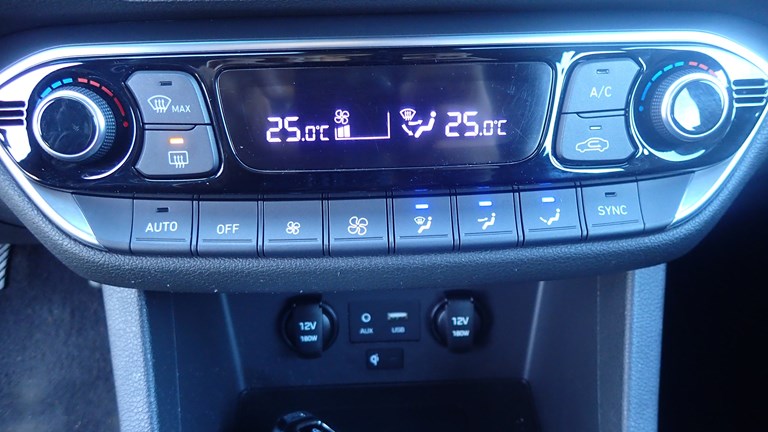 MAX
25.0°C
25.0°C
A/C
AUTO
OFF
SYNC
12V
180W
AUX
USB
12V
180W